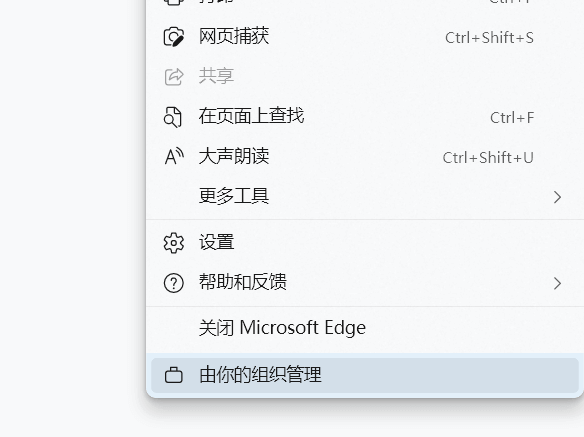 网页捕获 Ctrl+Shift+S
共享
在页面上查找 Ctrl+F
大声朗读 Ctrl+Shift+U
更多工具
设置
帮助和反馈
关闭 Microsoft Edge
由你的组织管理